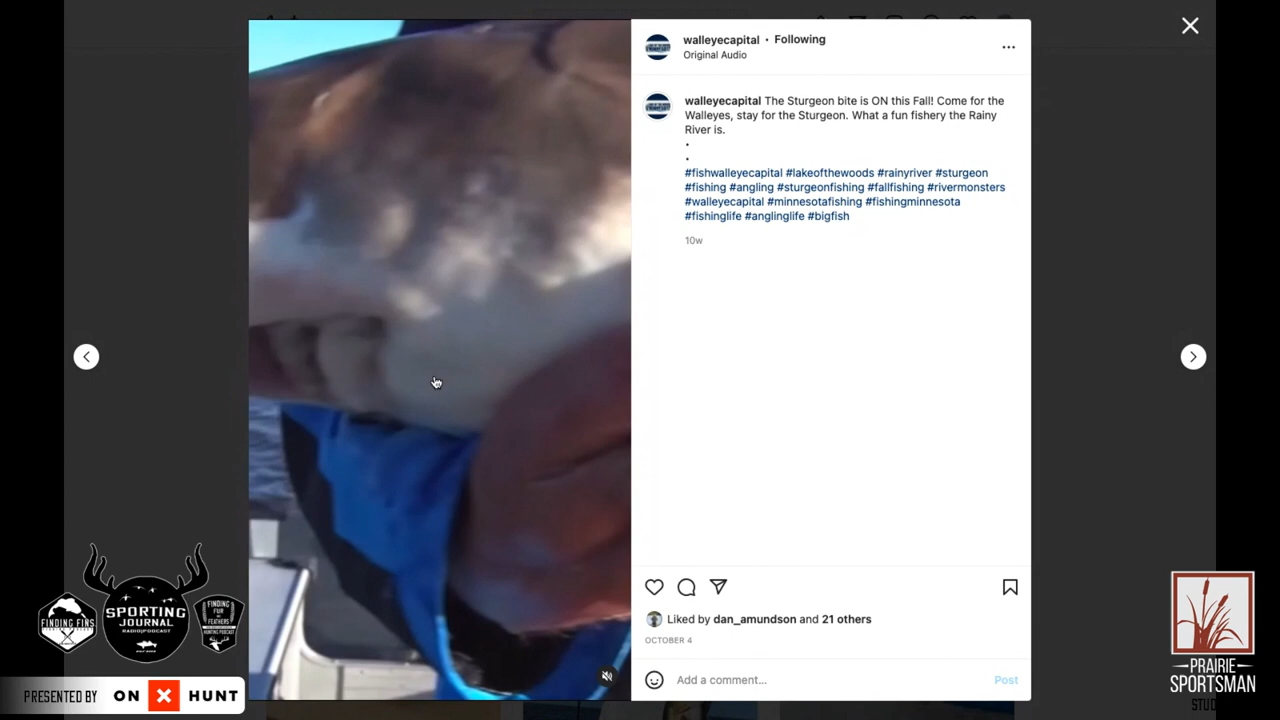 walleyecapital • Following
Original Audio
walleyecapital The Sturgeon bite is ON this Fall! Come for the
Walleyes, stay for the Sturgeon. What a fun fishery the Rainy
River is.
•
•
#fishwalleyecapital #lakeofthewoods #rainyriver #sturgeon
#fishing #angling #sturgeonfishing #fallfishing #rivermonsters
#walleyecapital #minnesotafishing #fishingminnesota
#fishinglife #anglinglife #bigfish
10w
Liked by dan_amundson and 21 others
OCTOBER 4
Add a comment...
Post
FINDING FINS
SPORTING
JOURNAL
RADIO|PODCAST
FINDING
FUR
FEATHERS
HUNTING PODCAST
PRESENTED BY ON X HUNT
PRAIRIE
SPORTSMAN